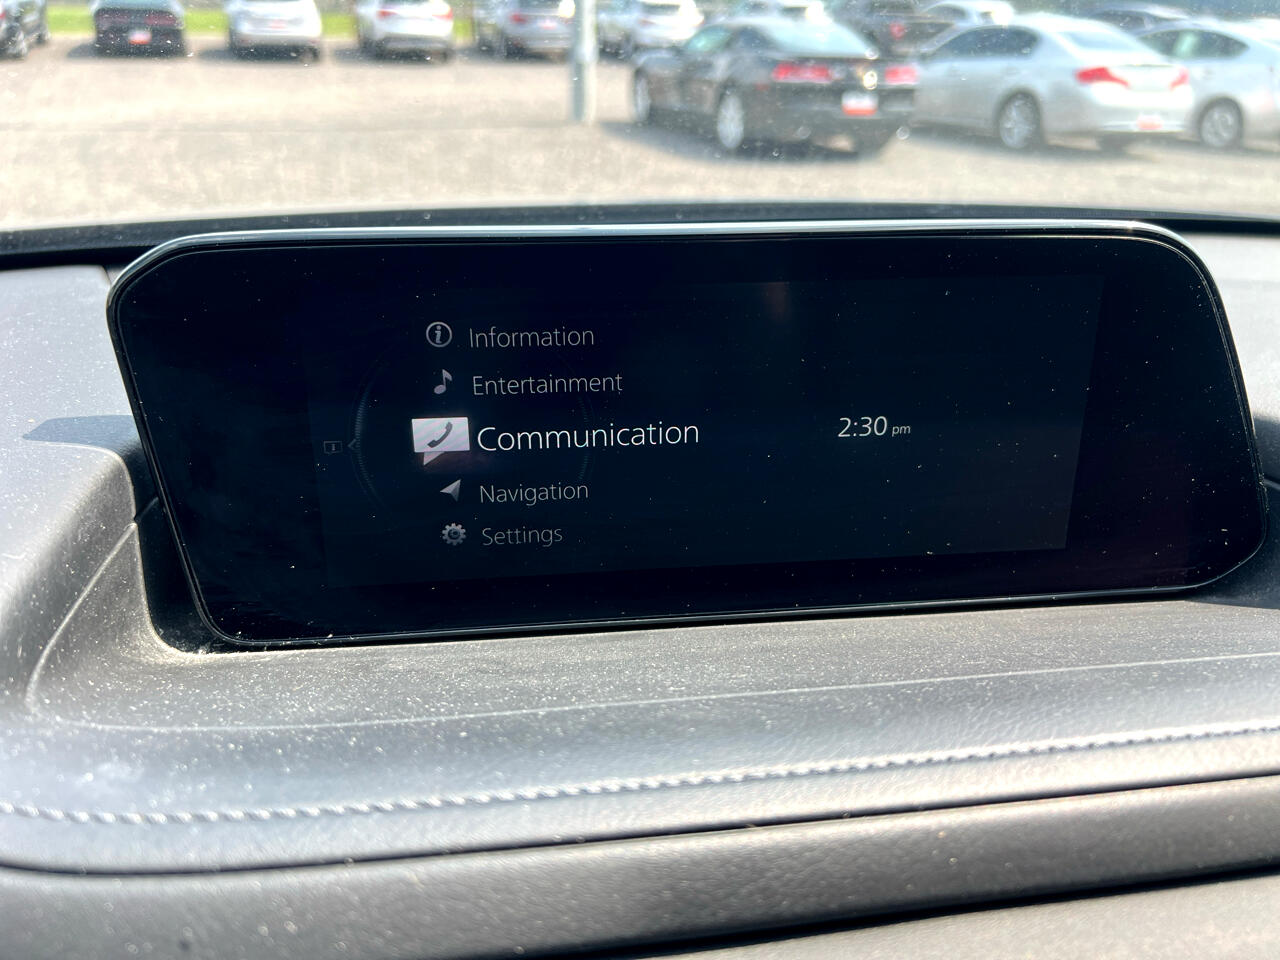 Information
Entertainment
Communication
2:30 pm
Navigation
Settings